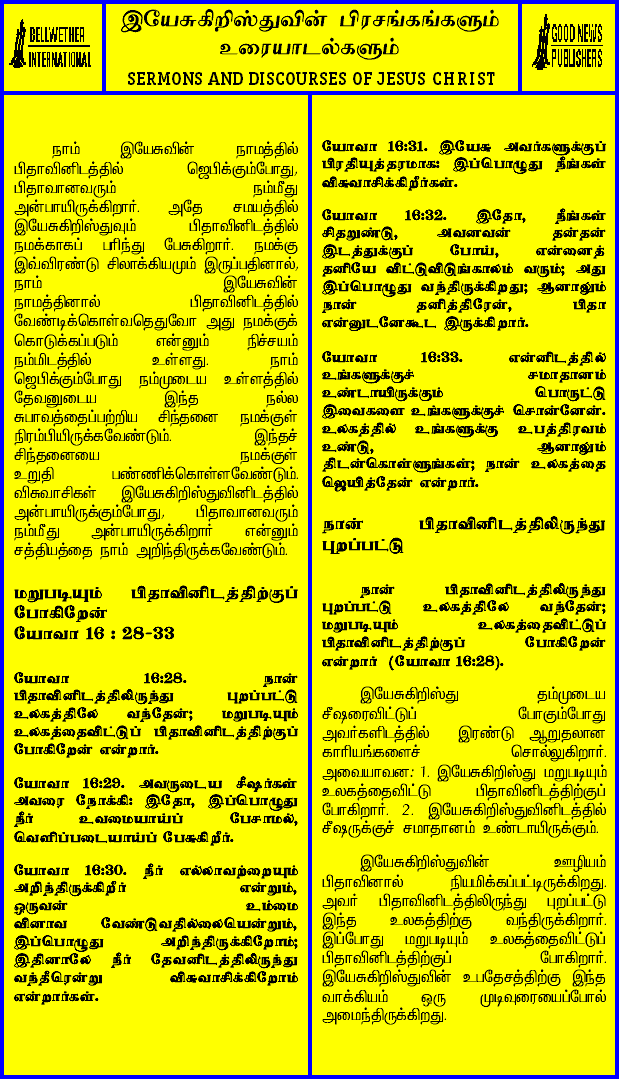 BELLWETHER
INTERNATIONAL
இயேசுகிறிஸ்துவின் பிரசங்கங்களும்
உரையாடல்களும்
SERMONS AND DISCOURSES OF JESUS CHRIST
GOOD NEWS
PUBLISHERS
நாம் இயேசுவின் நாமத்தில்
பிதாவினிடத்தில் ஜெபிக்கும்போது,
பிதாவானவரும் நம்மீது
அன்பாயிருக்கிறார். அதே சமயத்தில்
இயேசுகிறிஸ்துவும் பிதாவினிடத்தில்
நமக்காகப் பரிந்து பேசுகிறார். நமக்கு
இவ்விரண்டு சிலாக்கியமும் இருப்பதினால்,
நாம் இயேசுவின்
நாமத்தினால் பிதாவினிடத்தில்
வேண்டிக்கொள்வதெதுவோ அது நமக்குக்
கொடுக்கப்படும் என்னும் நிச்சயம்
நம்மிடத்தில் உள்ளது. நாம்
ஜெபிக்கும்போது நம்முடைய உள்ளத்தில்
தேவனுடைய இந்த நல்ல
சுபாவத்தைப்பற்றிய சிந்தனை நமக்குள்
நிரம்பியிருக்கவேண்டும். இந்தச்
சிந்தனையை நமக்குள்
உறுதி பண்ணிக்கொள்ளவேண்டும்.
விசுவாசிகள் இயேசுகிறிஸ்துவினிடத்தில்
அன்பாயிருக்கும்போது, பிதாவானவரும்
நம்மீது அன்பாயிருக்கிறார் என்னும்
சத்தியத்தை நாம் அறிந்திருக்கவேண்டும்.
மறுபடியும் பிதாவினிடத்திற்குப்
போகிறேன்
யோவா 16 : 28-33
யோவா 16:28. நான்
பிதாவினிடத்திலிருந்து புறப்பட்டு
உலகத்திலே வந்தேன்; மறுபடியும்
உலகத்தைவிட்டுப் பிதாவினிடத்திற்குப்
போகிறேன் என்றார்.
யோவா 16:29. அவருடைய சீஷர்கள்
அவரை நோக்கி: இதோ, இப்பொழுது
நீர் உவமையாய்ப் பேசாமல்,
வெளிப்படையாய்ப் பேசுகிறீர்.
யோவா 16:30. நீர் எல்லாவற்றையும்
அறிந்திருக்கிறீர் என்றும்,
ஒருவன் உம்மை
வினாவ வேண்டுவதில்லையென்றும்,
இப்பொழுது அறிந்திருக்கிறோம்;
இதினாலே நீர் தேவனிடத்திலிருந்து
வந்தீரென்று விசுவாசிக்கிறோம்
என்றார்கள்.
யோவா 16:31. இயேசு அவர்களுக்குப்
பிரதியுத்தரமாக: இப்பொழுது நீங்கள்
விசுவாசிக்கிறீர்கள்.
யோவா 16:32. இதோ, நீங்கள்
சிதறுண்டு, அவனவன் தன்தன்
இடத்துக்குப் போய், என்னைத்
தனியே விட்டுவிடுங்காலம் வரும்; அது
இப்பொழுது வந்திருக்கிறது; ஆனாலும்
நான் தனித்திரேன், பிதா
என்னுடனேகூட இருக்கிறார்.
யோவா 16:33. என்னிடத்தில்
உங்களுக்குச் சமாதானம்
உண்டாயிருக்கும் பொருட்டு
இவைகளை உங்களுக்குச் சொன்னேன்.
உலகத்தில் உங்களுக்கு உபத்திரவம்
உண்டு, ஆனாலும்
திடன்கொள்ளுங்கள்; நான் உலகத்தை
ஜெயித்தேன் என்றார்.
நான் பிதாவினிடத்திலிருந்து
புறப்பட்டு
நான் பிதாவினிடத்திலிருந்து
புறப்பட்டு உலகத்திலே வந்தேன்;
மறுபடியும் உலகத்தைவிட்டுப்
பிதாவினிடத்திற்குப் போகிறேன்
என்றார் (யோவா 16:28).
இயேசுகிறிஸ்து தம்முடைய
சீஷரைவிட்டுப் போகும்போது
அவர்களிடத்தில் இரண்டு ஆறுதலான
காரியங்களைச் சொல்லுகிறார்.
அவையாவன: 1. இயேசுகிறிஸ்து மறுபடியும்
உலகத்தைவிட்டு பிதாவினிடத்திற்குப்
போகிறார். 2. இயேசுகிறிஸ்துவினிடத்தில்
சீஷருக்குச் சமாதானம் உண்டாயிருக்கும்.
இயேசுகிறிஸ்துவின் ஊழியம்
பிதாவினால் நியமிக்கப்பட்டிருக்கிறது.
அவர் பிதாவினிடத்திலிருந்து புறப்பட்டு
இந்த உலகத்திற்கு வந்திருக்கிறார்.
இப்போது மறுபடியும் உலகத்தைவிட்டுப்
பிதாவினிடத்திற்குப் போகிறார்.
இயேசுகிறிஸ்துவின் உபதேசத்திற்கு இந்த
வாக்கியம் ஒரு முடிவுரையைப்போல்
அமைந்திருக்கிறது.